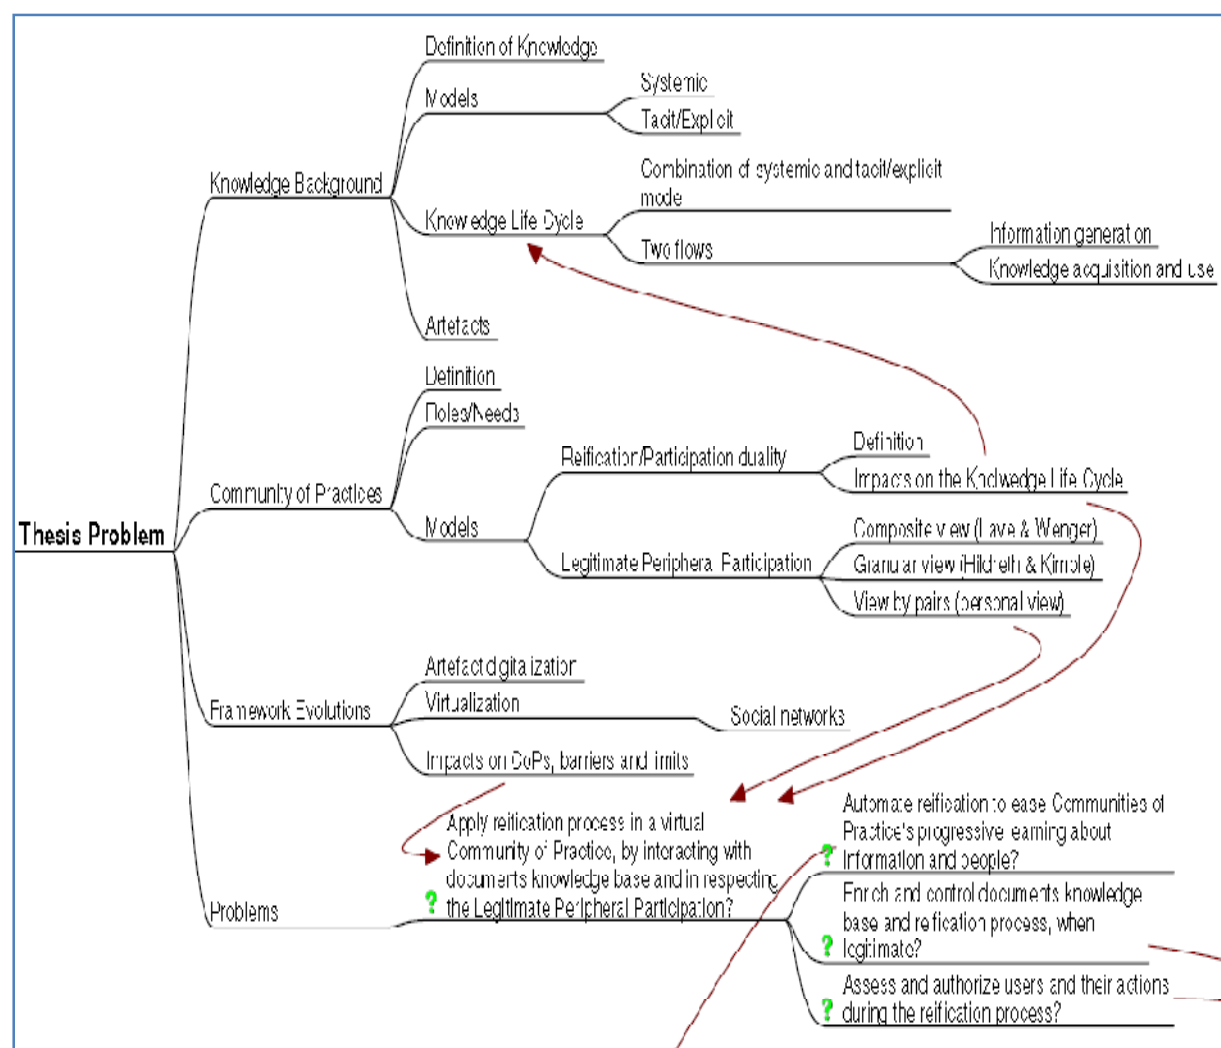 Definition of Knowledge
Systemic
Models
Tacit/Explicit
Combination of systemic and tacit/explicit
mode
Knowledge Background
Knowledge Life Cycle
Two flows
Information generation
Knowledge acquisition and use
Artefacts
Definition
Roles/Needs
Definition
Reification/Participation duality
Impacts on the Knolwedge Life Cycle
Community of Practices
Models
Composite view (Lave & Wenger)
Legitimate Peripheral Participation
Granular view (Hildreth & Kimble)
View by pairs (personal view)
Thesis Problem
Artefact digitalization
Virtualization
Social networks
Framework Evolutions
Impacts on CoPs, barriers and limits
Problems
Apply reification process in a virtual
Community of Practice, by interacting with
documents knowledge base and in respecting
? the Legitimate Peripheral Participation?
Automate reification to ease Communities of
Practice's progressive learning about
? information and people?
Enrich and control documents knowledge
base and reification process, when
? legitimate?
Assess and authorize users and their actions
? during the reification process?